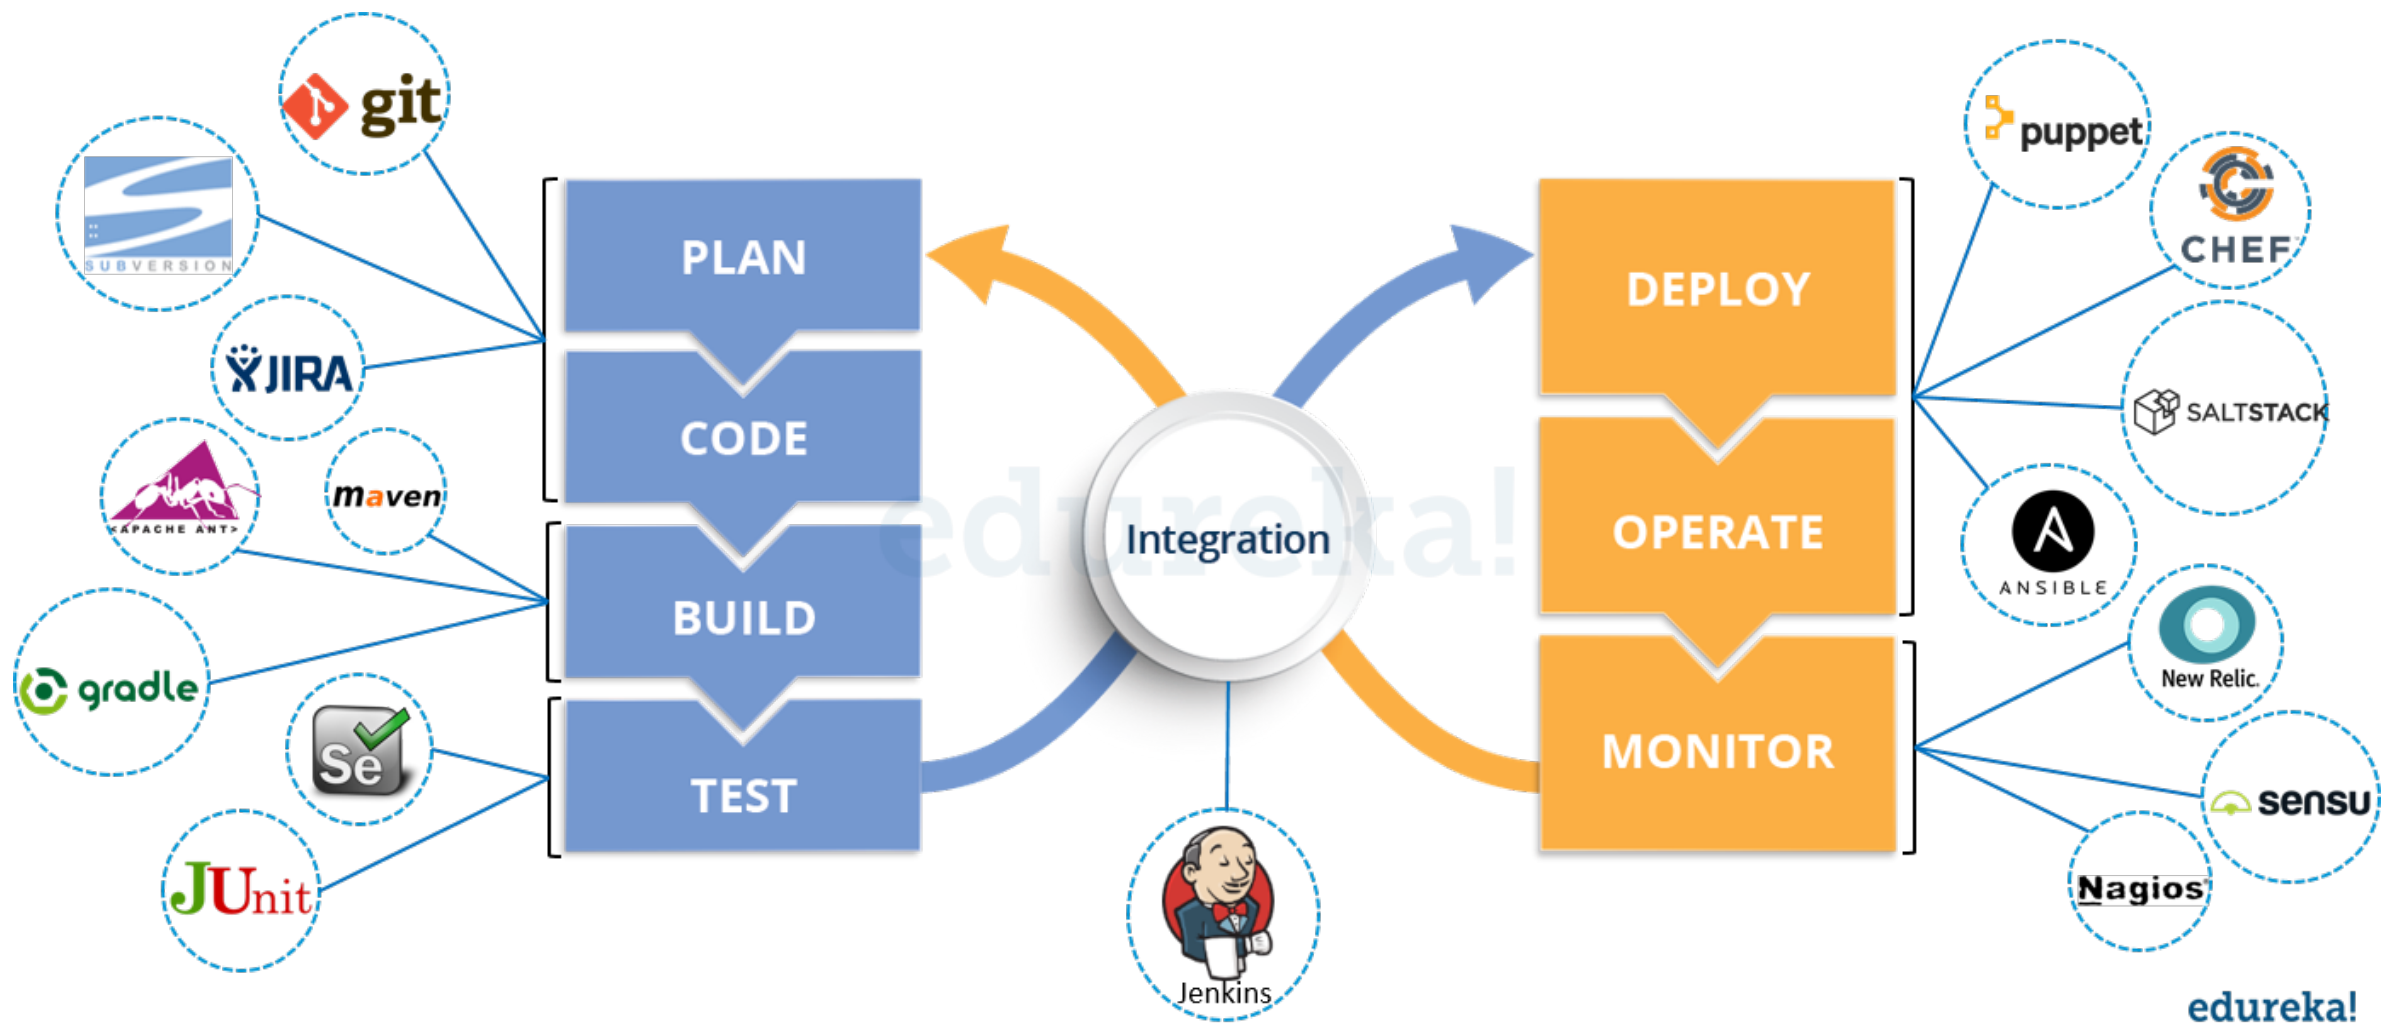 git
SUBVERSION
JIRA
<APACHE ANT>
maven
gradle
Se
JUnit
PLAN
CODE
BUILD
TEST
edureka!
Integration
Jenkins
DEPLOY
OPERATE
MONITOR
puppet
CHEF
SALTSTACK
ANSIBLE
New Relic.
sensu
Nagios
edureka!